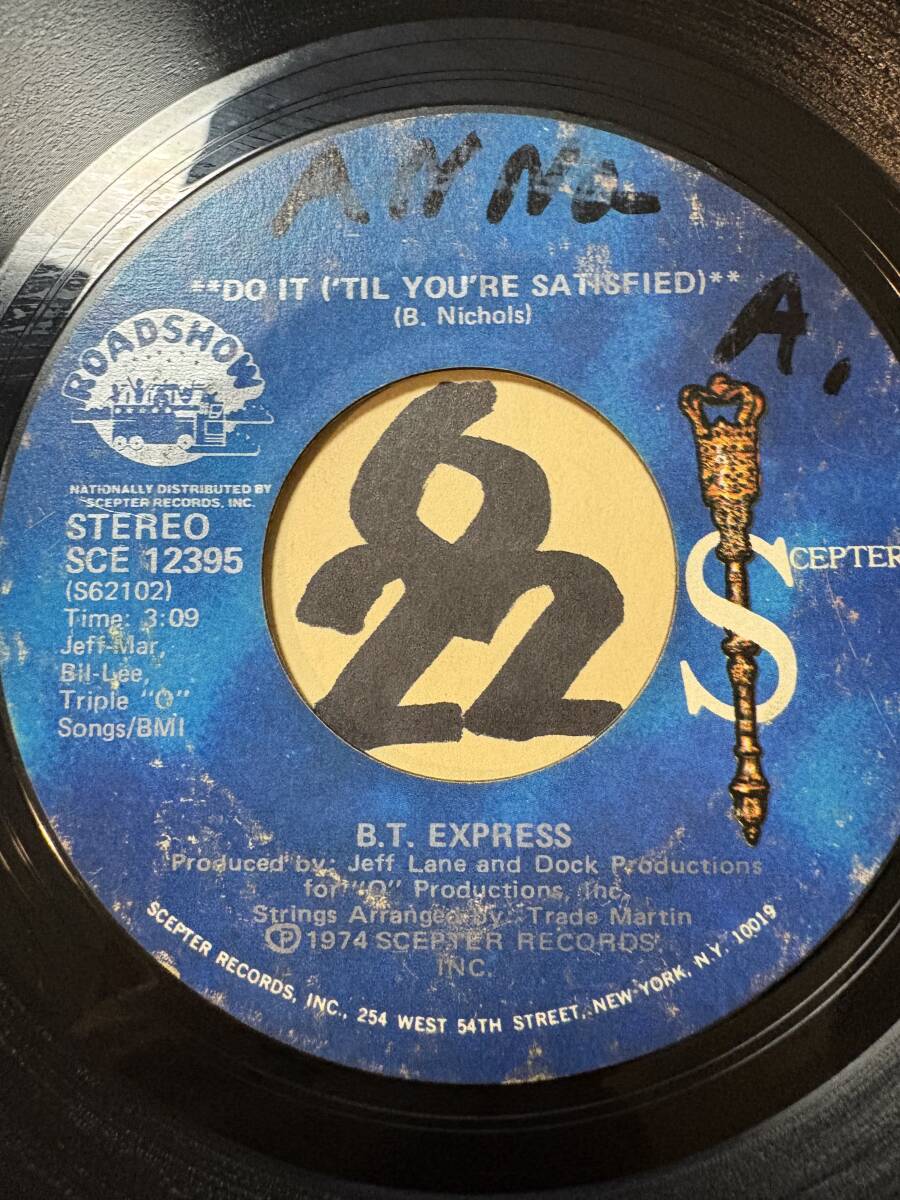 ANNA
A.
**DO IT ('TIL YOU'RE SATISFIED)**
(B. Nichols)
ROADSHOW
NATIONALLY DISTRIBUTED BY
SCEPTER RECORDS, INC.
STEREO
SCE 12395
(S62102)
Time: 3:09
Jeff-Mar,
Bil-Lee,
Triple "O"
Songs/BMI
6
22
SCEPTER
B.T. EXPRESS
Produced by: Jeff Lane and Dock Productions
for "O" Productions, Inc.
Strings Arranged by: Trade Martin
Ⓟ 1974 SCEPTER RECORDS
INC.
SCEPTER RECORDS, INC., 254 WEST 54TH STREET, NEW YORK, N.Y. 10019